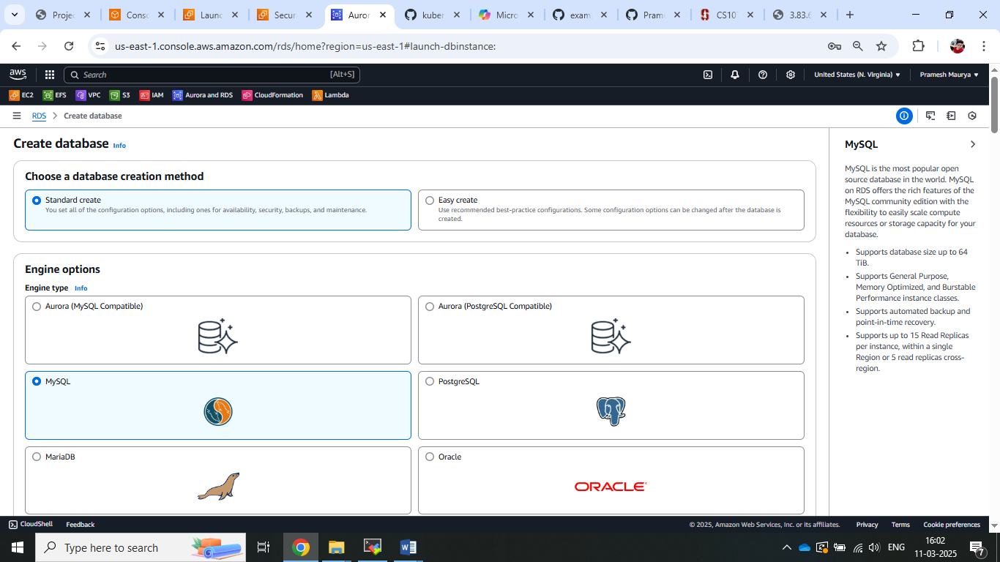 Projec
Conso
Launc
Secur
Auror
kuber
Micro
exam
Prame
CS107
3.83.6
us-east-1.console.aws.amazon.com/rds/home?region=us-east-1#launch-dbinstance:
aws
Search
[Alt+S]
United States (N. Virginia)
Pramesh Maurya
EC2
EFS
VPC
S3
IAM
Aurora and RDS
CloudFormation
Lambda
RDS
Create database
Create database Info
Choose a database creation method
Standard create
You set all of the configuration options, including ones for availability, security, backups, and maintenance.
Easy create
Use recommended best-practice configurations. Some configuration options can be changed after the database is
created.
Engine options
Engine type Info
Aurora (MySQL Compatible)
Aurora (PostgreSQL Compatible)
MySQL
PostgreSQL
MariaDB
Oracle
ORACLE
MySQL
MySQL is the most popular open
source database in the world. MySQL
on RDS offers the rich features of the
MySQL community edition with the
flexibility to easily scale compute
resources or storage capacity for your
database.
• Supports database size up to 64
TiB.
• Supports General Purpose,
Memory Optimized, and Burstable
Performance instance classes.
• Supports automated backup and
point-in-time recovery.
• Supports up to 15 Read Replicas
per instance, within a single
Region or 5 read replicas cross-
region.
CloudShell
Feedback
© 2025, Amazon Web Services, Inc. or its affiliates.
Privacy
Terms
Cookie preferences
Type here to search
ENG
16:02
11-03-2025
7